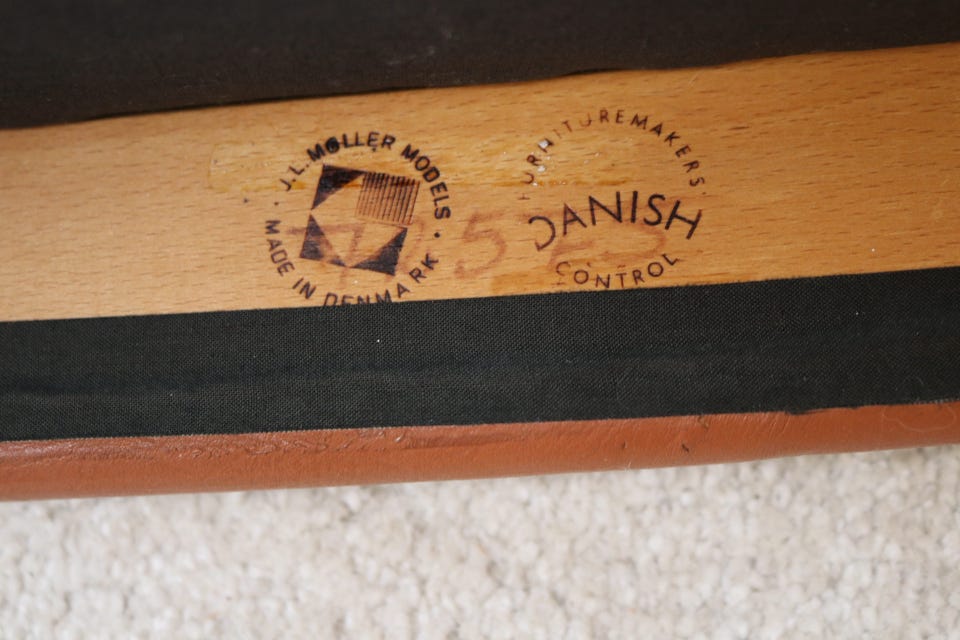 J.L. MØLLER MODELS
· MADE IN DENMARK ·
FURNITUREMAKERS'
DANISH
CONTROL